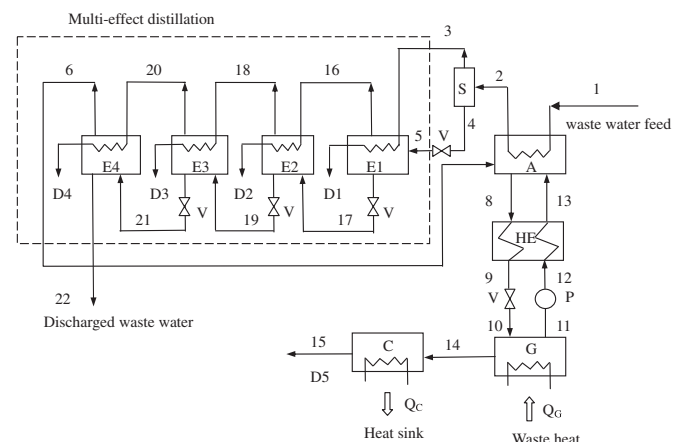 Multi-effect distillation
3
6
20
18
16
2
1
S
5
V
4
waste water feed
E4
E3
E2
E1
A
D4
D3
D2
D1
21
V
19
V
17
V
8
13
HE
9
12
22
V
P
Discharged waste water
10
11
15
C
14
G
D5
QC
QG
Heat sink
Waste heat